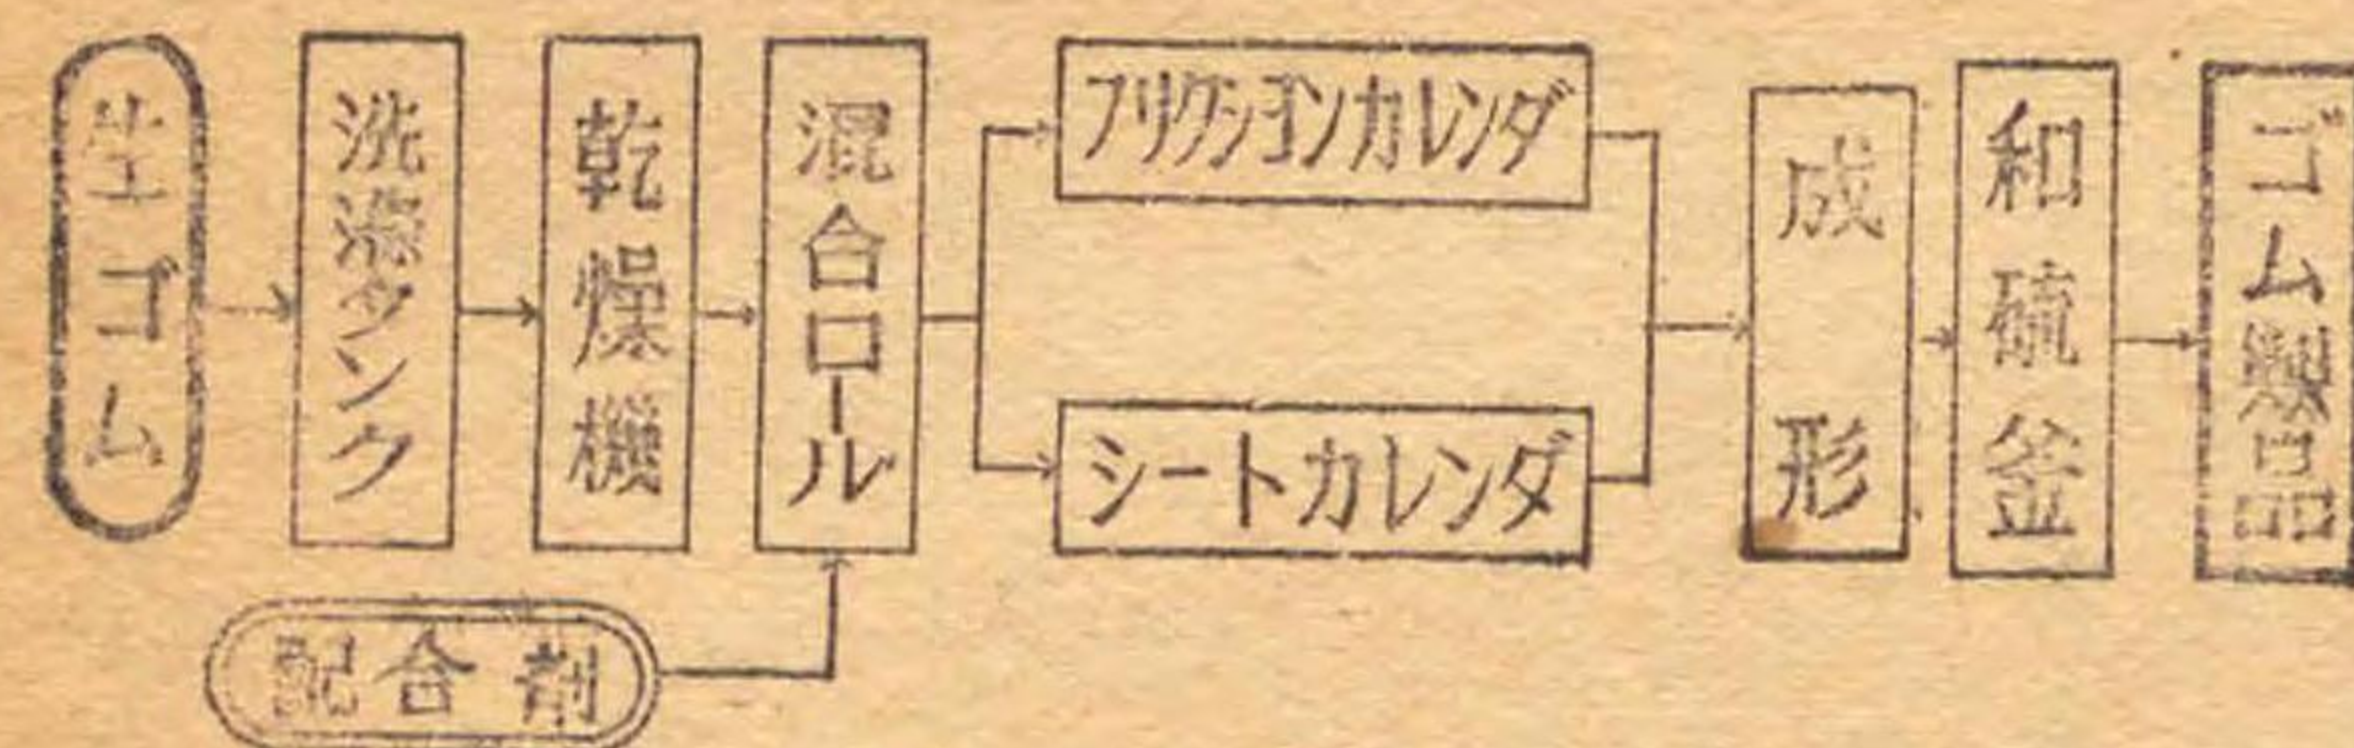 生ゴム
洗滌タンク
乾燥機
混合ロール
フリクションカレンダ
シートカレンダ
成形
和硫釜
ゴム製品
配合剤